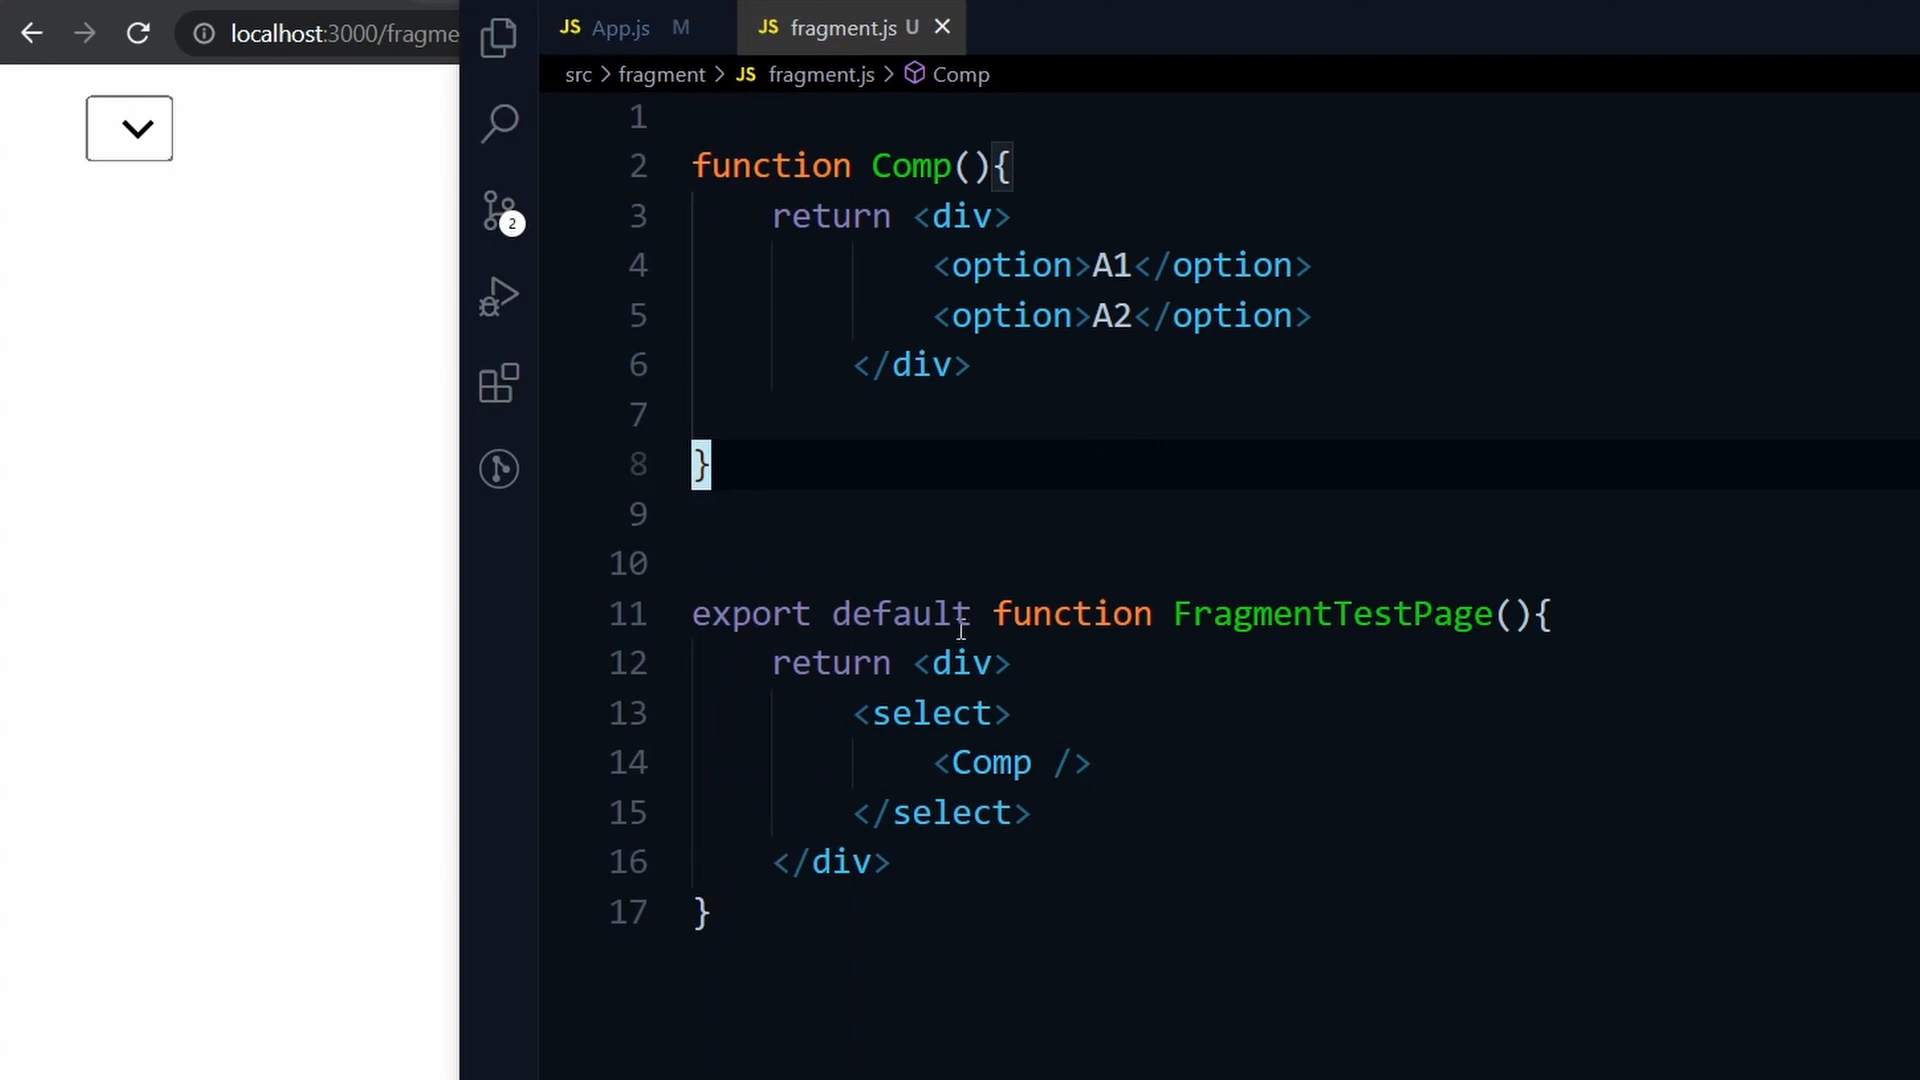 localhost:3000/fragme
2
JS App.js M
JS fragment.js U
src > fragment > JS fragment.js > Comp
1
2 function Comp(){
3 return <div>
4 <option>A1</option>
5 <option>A2</option>
6 </div>
7
8 }
9
10
11 export default function FragmentTestPage(){
12 return <div>
13 <select>
14 <Comp />
15 </select>
16 </div>
17 }